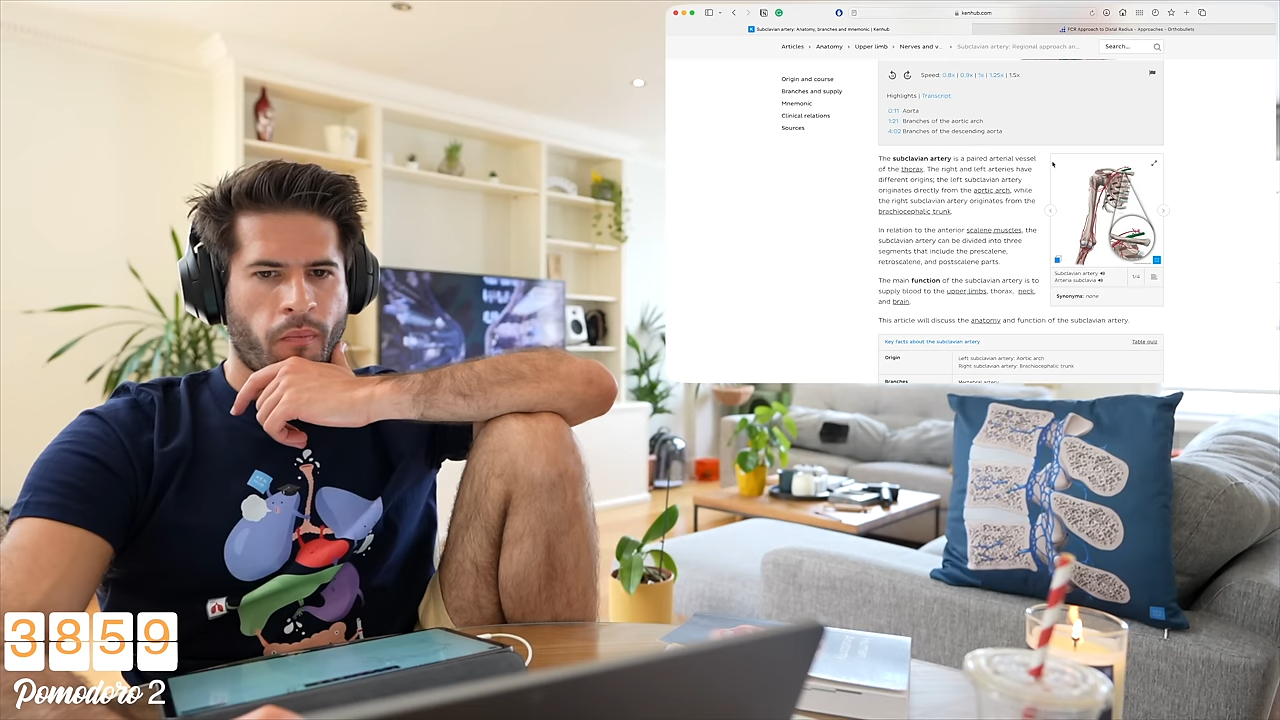 kenhub.com
Subclavian artery: Anatomy, branches and mnemonic | Kenhub
FCR Approach to Distal Radius - Approaches - Orthobullets
Articles › Anatomy › Upper limb › Nerves and v... › Subclavian artery: Regional approach an...
Search...
Origin and course
Branches and supply
Mnemonic
Clinical relations
Sources
Speed: 0.8x | 0.9x | 1x | 1.25x | 1.5x
Highlights | Transcript
0:11 Aorta
1:21 Branches of the aortic arch
4:02 Branches of the descending aorta
The subclavian artery is a paired arterial vessel
of the thorax. The right and left arteries have
different origins; the left subclavian artery
originates directly from the aortic arch, while
the right subclavian artery originates from the
brachiocephalic trunk.
In relation to the anterior scalene muscles, the
subclavian artery can be divided into three
segments that include the prescalene,
retroscalene, and postscalene parts.
The main function of the subclavian artery is to
supply blood to the upper limbs, thorax, neck,
and brain.
Subclavian artery
Arteria subclavia
1/4
Synonyms: none
This article will discuss the anatomy and function of the subclavian artery.
Key facts about the subclavian artery
Table quiz
Origin
Left subclavian artery: Aortic arch
Right subclavian artery: Brachiocephalic trunk
Branches
Vertebral artery
3859
Pomodoro 2